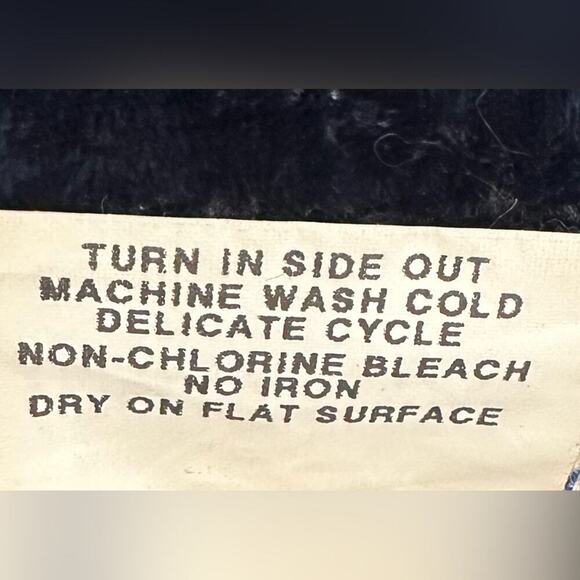 TURN IN SIDE OUT
MACHINE WASH COLD
DELICATE CYCLE
NON-CHLORINE BLEACH
NO IRON
DRY ON FLAT SURFACE